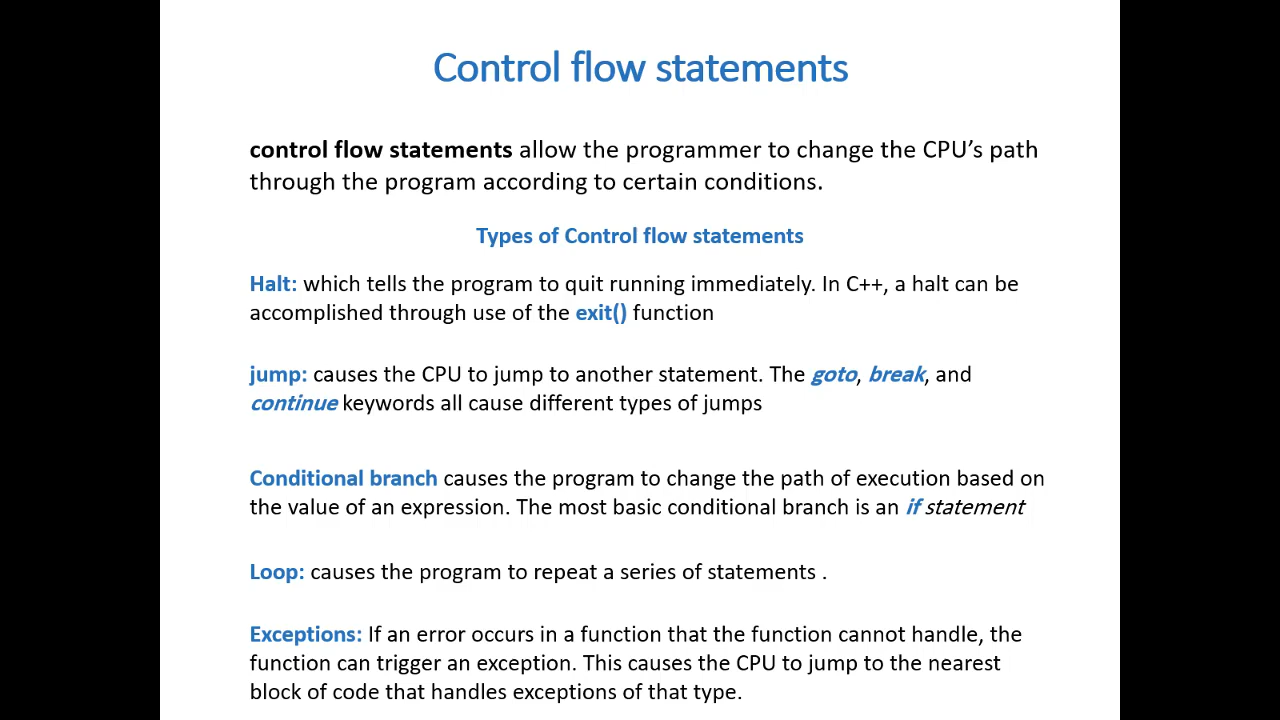 Control flow statements
control flow statements allow the programmer to change the CPU’s path
through the program according to certain conditions.
Types of Control flow statements
Halt: which tells the program to quit running immediately. In C++, a halt can be
accomplished through use of the exit() function
jump: causes the CPU to jump to another statement. The goto, break, and
continue keywords all cause different types of jumps
Conditional branch causes the program to change the path of execution based on
the value of an expression. The most basic conditional branch is an if statement
Loop: causes the program to repeat a series of statements .
Exceptions: If an error occurs in a function that the function cannot handle, the
function can trigger an exception. This causes the CPU to jump to the nearest
block of code that handles exceptions of that type.